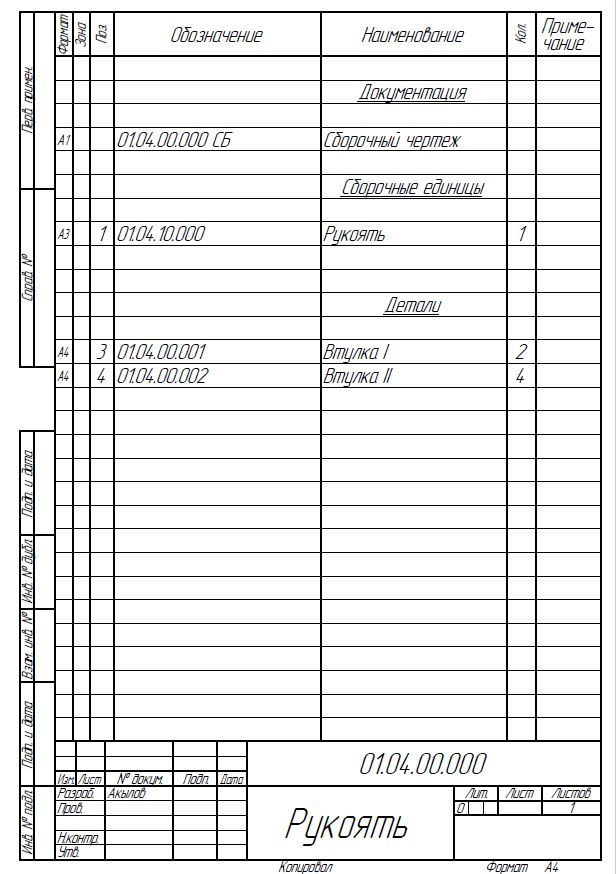 Формат Зона Поз. Обозначение Наименование Кол. Приме-
чание
Перв. примен.
Документация
А1 01.04.00.000 СБ Сборочный чертеж
Сборочные единицы
Справ. №
А3 1 01.04.10.000 Рукоять 1
Детали
А4 3 01.04.00.001 Втулка I 2
А4 4 01.04.00.002 Втулка II 4
Подп. и дата
Инв. № дубл.
Взам. инв. №
Подп. и дата
Инв. № подл.
01.04.00.000
Изм. Лист № докум. Подп. Дата
Разраб. Акылов
Пров.
Н.контр.
Утв.
Рукоять
Лит. Лист Листов
О 1
Копировал Формат А4